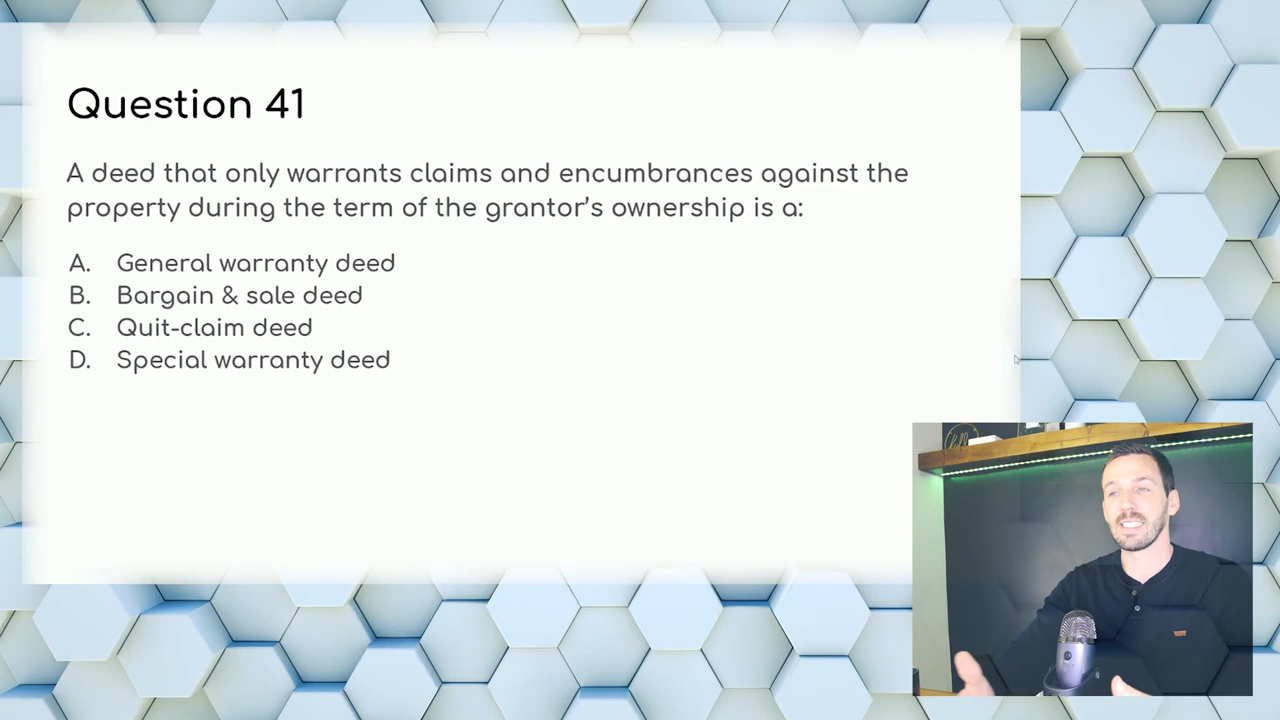 Question 41
A deed that only warrants claims and encumbrances against the
property during the term of the grantor's ownership is a:
A. General warranty deed
B. Bargain & sale deed
C. Quit-claim deed
D. Special warranty deed